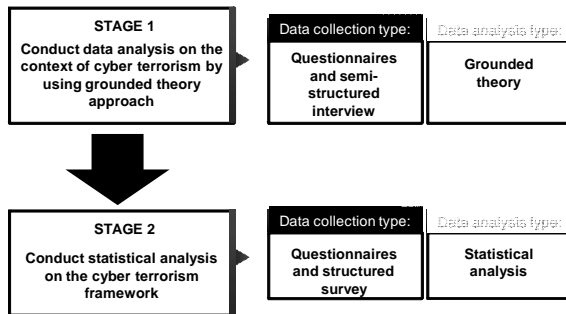 STAGE 1
Conduct data analysis on the
context of cyber terrorism by
using grounded theory
approach
Data collection type:
Data analysis type:
Questionnaires
and semi-
structured
interview
Grounded
theory
STAGE 2
Conduct statistical analysis
on the cyber terrorism
framework
Data collection type:
Data analysis type:
Questionnaires
and structured
survey
Statistical
analysis